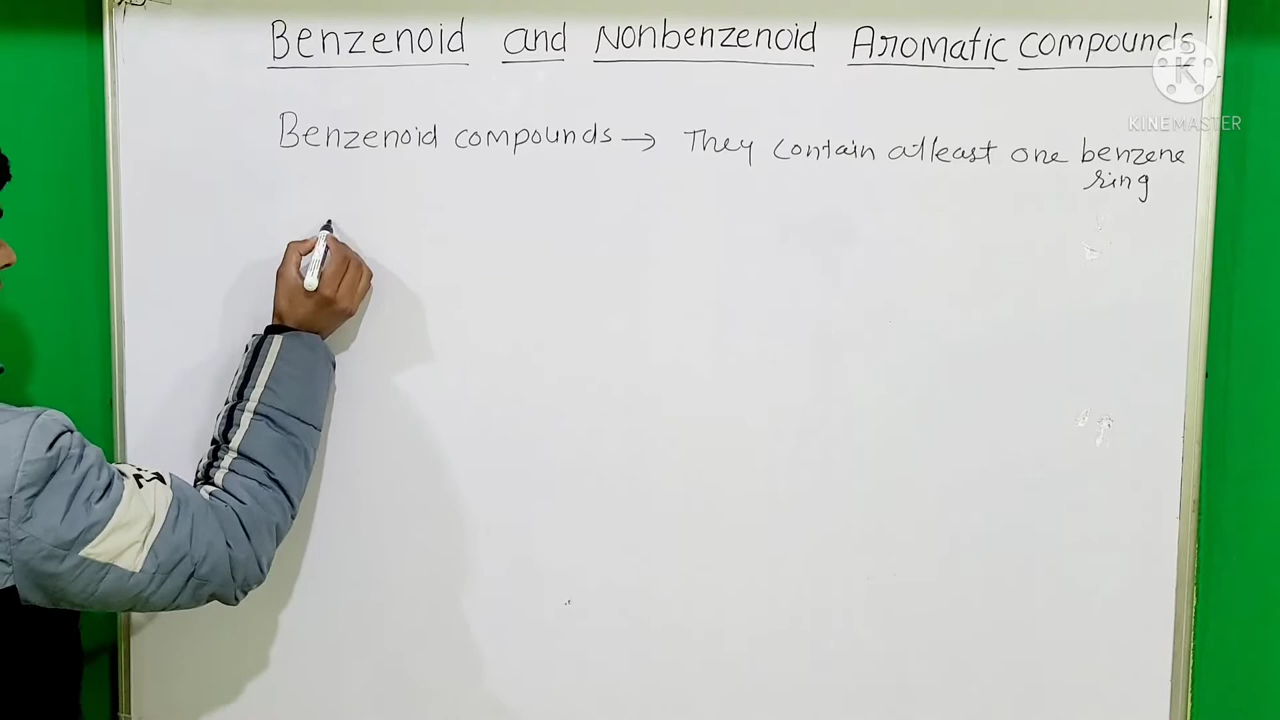 Benzenoid and Nonbenzenoid Aromatic compounds
K
KINEMASTER
Benzenoid compounds → They contain atleast one benzene
ring